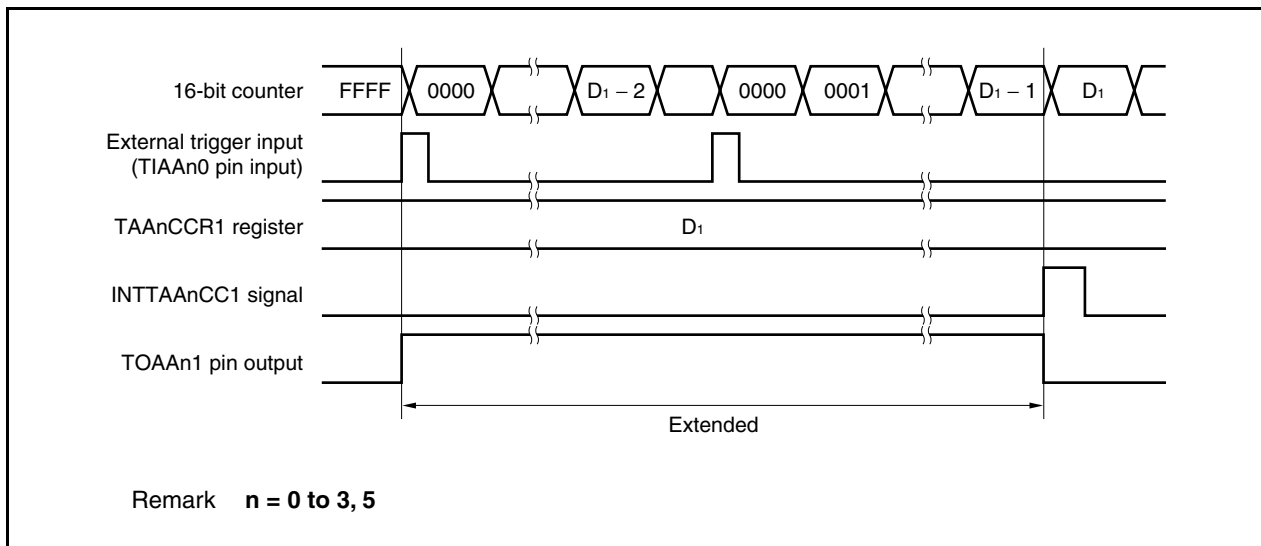 16-bit counter FFFF 0000 D₁ − 2 0000 0001 D₁ − 1 D₁
External trigger input
(TIAAn0 pin input)
TAAnCCR1 register D₁
INTTAAnCC1 signal
TOAAn1 pin output
Extended
Remark n = 0 to 3, 5